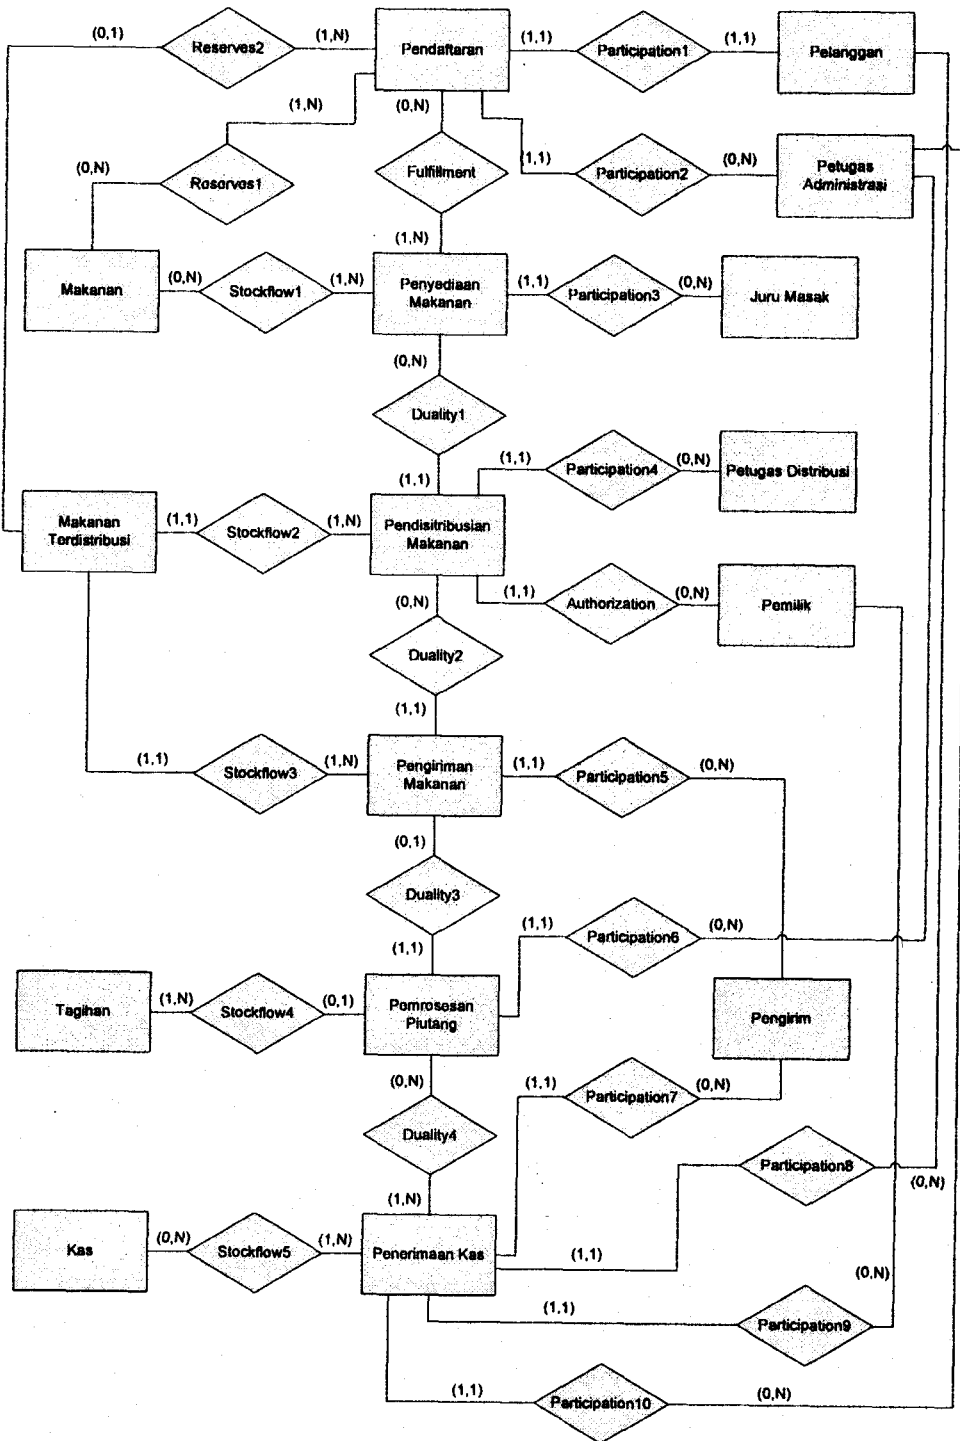 (0,1)
Reserves2
(1,N)
Pendaftaran
(1,1)
Participation1
(1,1)
Pelanggan
(1,N)
(0,N)
(0,N)
Reserves1
Fulfillment
(1,1)
Participation2
(0,N)
Petugas
Administrasi
(1,N)
Makanan
(0,N)
Stockflow1
(1,N)
Penyediaan
Makanan
(1,1)
Participation3
(0,N)
Juru Masak
(0,N)
Duality1
(1,1)
(1,1)
Participation4
(0,N)
Petugas Distribusi
Makanan
Terdistribusi
(1,1)
Stockflow2
(1,N)
Pendisitribusian
Makanan
(0,N)
(1,1)
Authorization
(0,N)
Pemilik
Duality2
(1,1)
(1,1)
Stockflow3
(1,N)
Pengiriman
Makanan
(1,1)
Participation5
(0,N)
(0,1)
Duality3
(1,1)
(1,1)
Participation6
(0,N)
Tagihan
(1,N)
Stockflow4
(0,1)
Pemrosesan
Piutang
Pengirim
(0,N)
(1,1)
Participation7
(0,N)
Duality4
(1,N)
Participation8
(0,N)
Kas
(0,N)
Stockflow5
(1,N)
Penerimaan Kas
(1,1)
(0,N)
(1,1)
Participation9
(1,1)
Participation10
(0,N)